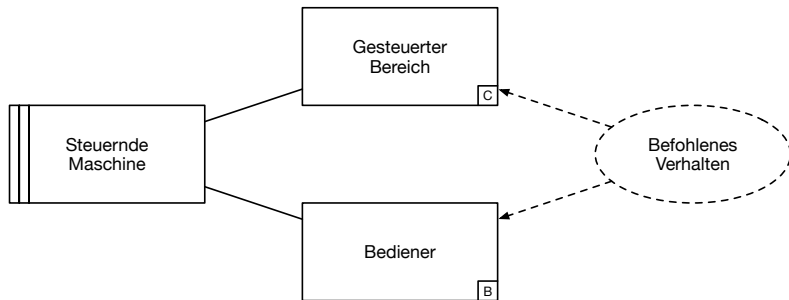 Gesteuerter
Bereich
C
Steuernde
Maschine
Befohlenes
Verhalten
Bediener
B